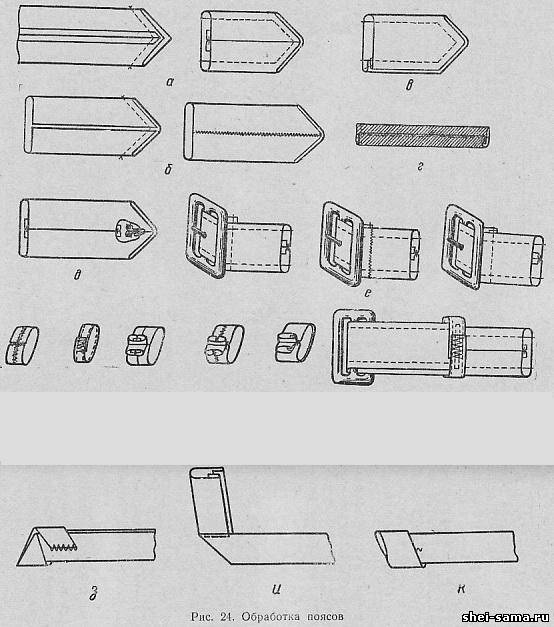 а
в
б
г
д
е
з
и
к
Рис. 24. Обработка поясов
shei-sama.ru